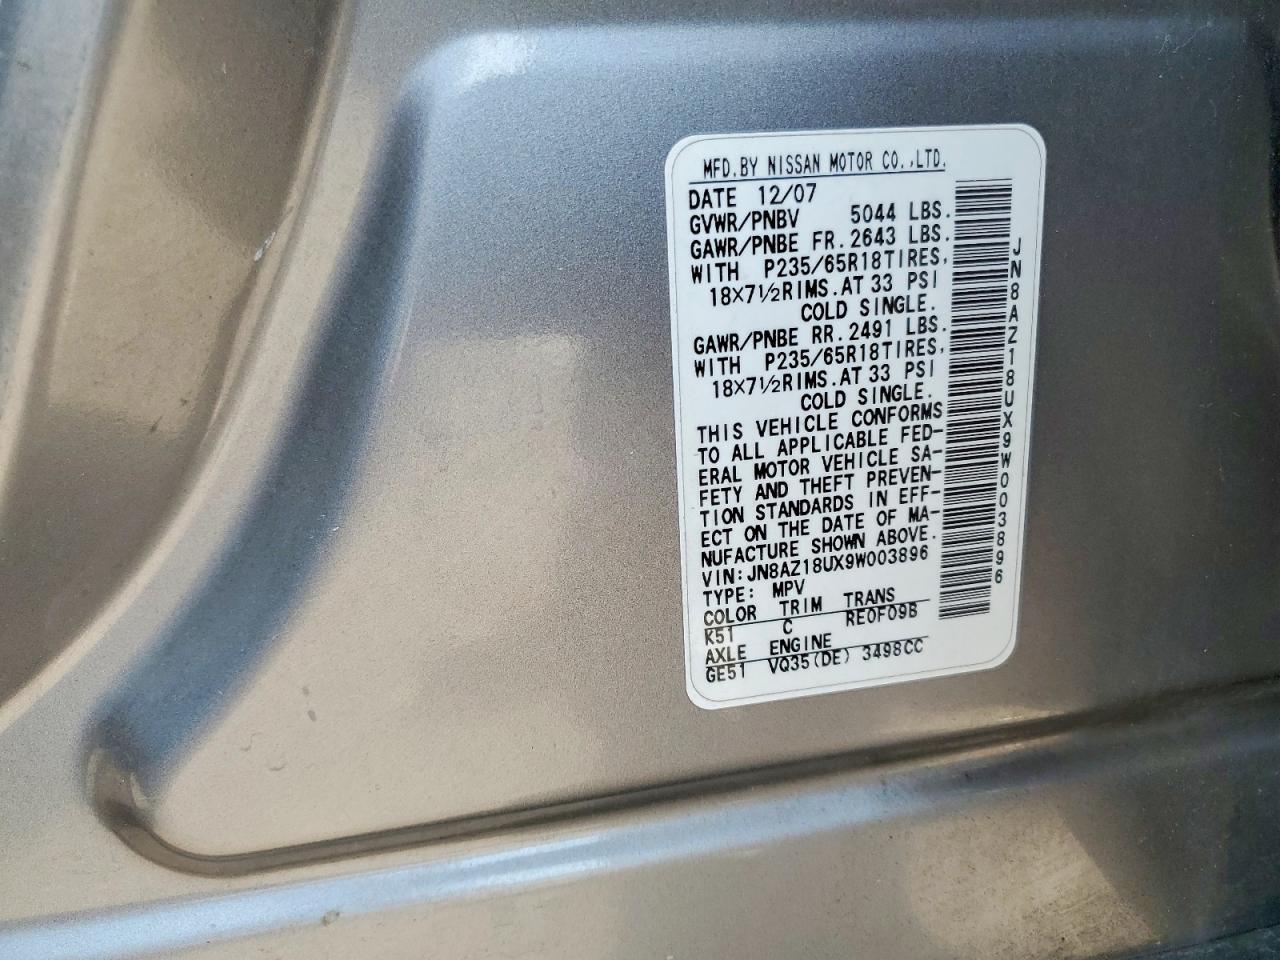 MFD.BY NISSAN MOTOR CO.,LTD.
DATE 12/07
GVWR/PNBV 5044 LBS.
GAWR/PNBE FR.2643 LBS.
WITH P235/65R18TIRES,
18×7½RIMS.AT 33 PSI
COLD SINGLE.
GAWR/PNBE RR.2491 LBS.
WITH P235/65R18TIRES,
18×7½RIMS.AT 33 PSI
COLD SINGLE.
THIS VEHICLE CONFORMS
TO ALL APPLICABLE FED-
ERAL MOTOR VEHICLE SA-
FETY AND THEFT PREVEN-
TION STANDARDS IN EFF-
ECT ON THE DATE OF MA-
NUFACTURE SHOWN ABOVE.
VIN:JN8AZ18UX9W003896
TYPE: MPV
COLOR TRIM TRANS
K51 C RE0F09B
AXLE ENGINE
GE51 VQ35(DE) 3498CC
JN8AZ18UX9W003896